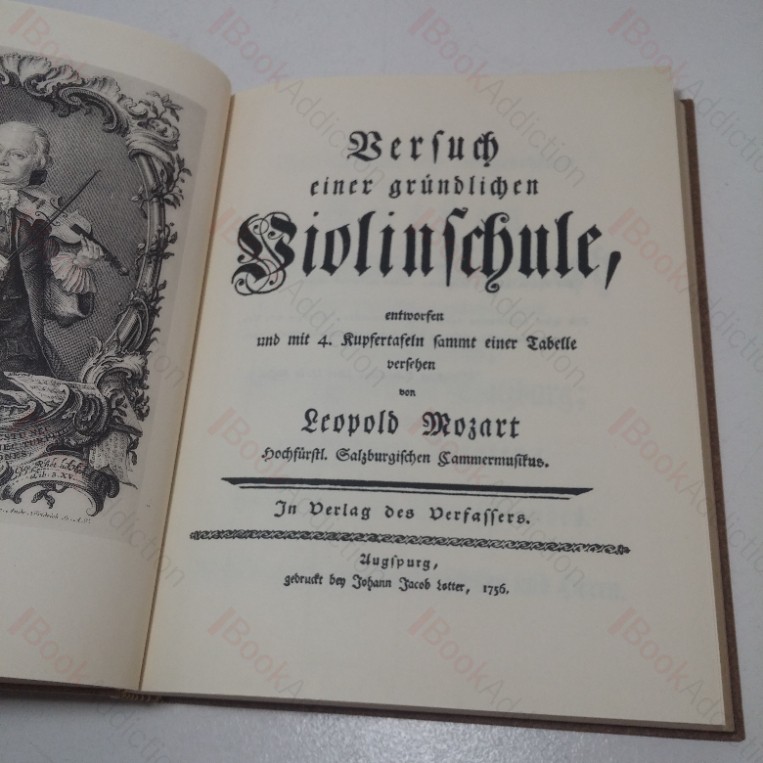 Versuch
einer gründlichen
Violinschule,
entworfen
und mit 4. Kupfertafeln sammt einer Tabelle
versehen
von
Leopold Mozart
Hochfürstl. Salzburgischen Cammermusikus.
In Verlag des Verfassers.
Augspurg,
gedruckt bey Johann Jacob Lotter, 1756.
BookAddiction